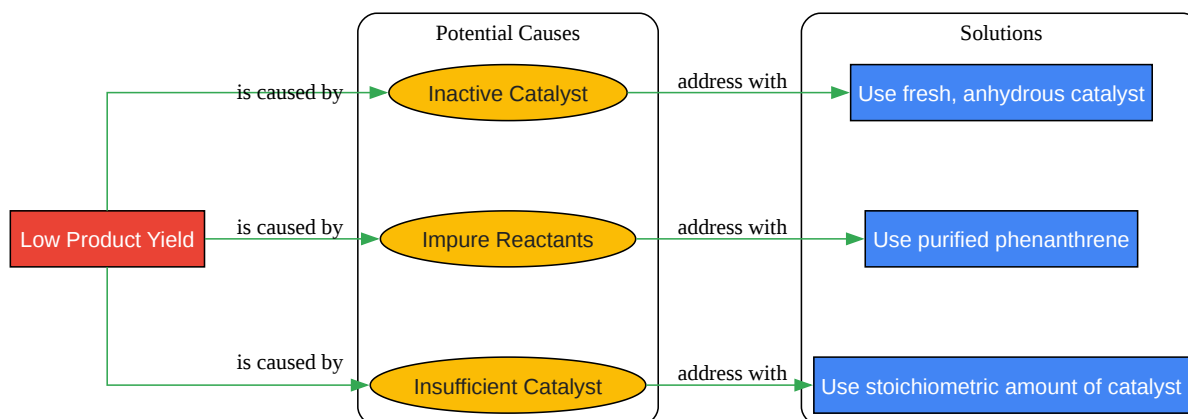 Potential Causes
Solutions
is caused by
Inactive Catalyst
address with
Use fresh, anhydrous catalyst
Low Product Yield
is caused by
Impure Reactants
address with
Use purified phenanthrene
is caused by
Insufficient Catalyst
address with
Use stoichiometric amount of catalyst